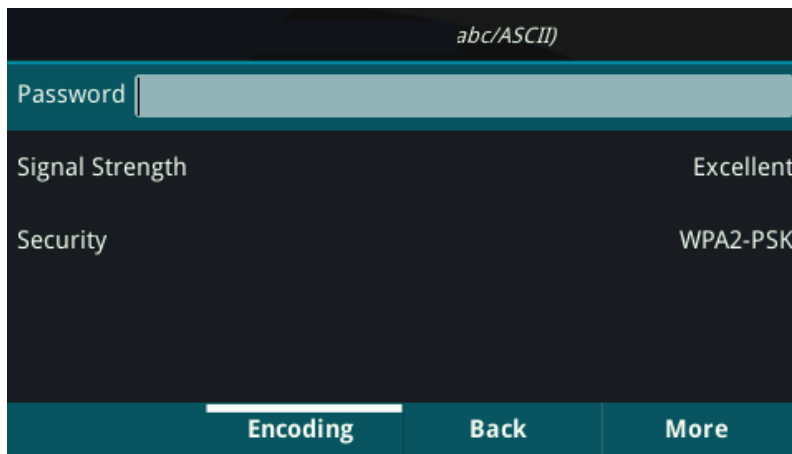 abc/ASCII)
Password
Signal Strength Excellent
Security WPA2-PSK
Encoding Back More